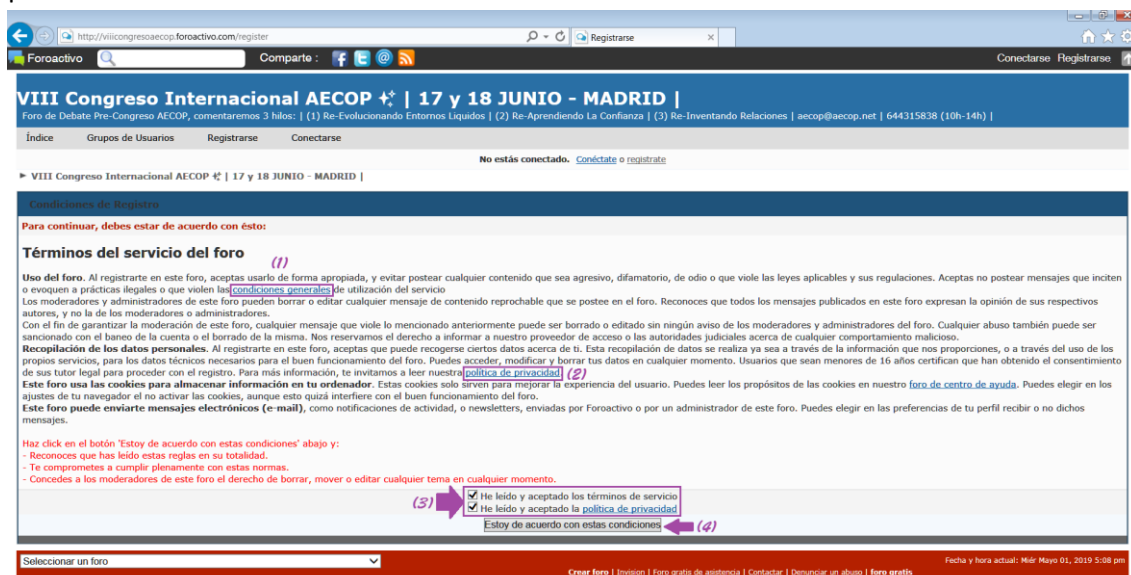 http://viiicongresoaecop.foroactivo.com/register
Registrarse
Foroactivo
Comparte :
Conectarse Registrarse
VIII Congreso Internacional AECOP | 17 y 18 JUNIO - MADRID |
Foro de Debate Pre-Congreso AECOP, comentaremos 3 hilos: | (1) Re-Evolucionando Entornos Liquidos | (2) Re-Aprendiendo La Confianza | (3) Re-Inventando Relaciones | aecop@aecop.net | 644315838 (10h-14h) |
Índice Grupos de Usuarios Registrarse Conectarse
No estás conectado. Conéctate o registrate
► VIII Congreso Internacional AECOP | 17 y 18 JUNIO - MADRID |
Condiciones de Registro
Para continuar, debes estar de acuerdo con ésto:
Términos del servicio del foro
(1)
Uso del foro. Al registrarte en este foro, aceptas usarlo de forma apropiada, y evitar postear cualquier contenido que sea agresivo, difamatorio, de odio o que viole las leyes aplicables y sus regulaciones. Aceptas no postear mensajes que inciten
o evoquen a prácticas ilegales o que violen las condiciones generales de utilización del servicio
Los moderadores y administradores de este foro pueden borrar o editar cualquier mensaje de contenido reprochable que se postee en el foro. Reconoces que todos los mensajes publicados en este foro expresan la opinión de sus respectivos
autores, y no la de los moderadores o administradores.
Con el fin de garantizar la moderación de este foro, cualquier mensaje que viole lo mencionado anteriormente puede ser borrado o editado sin ningún aviso de los moderadores y administradores del foro. Cualquier abuso también puede ser
sancionado con el baneo de la cuenta o el borrado de la misma. Nos reservamos el derecho a informar a nuestro proveedor de acceso o las autoridades judiciales acerca de cualquier comportamiento malicioso.
Recopilación de los datos personales. Al registrarte en este foro, aceptas que puede recogerse ciertos datos acerca de ti. Esta recopilación de datos se realiza ya sea a través de la información que nos proporciones, o a través del uso de los
propios servicios, para los datos técnicos necesarios para el buen funcionamiento del foro. Puedes acceder, modificar y borrar tus datos en cualquier momento. Usuarios que sean menores de 16 años certifican que han obtenido el consentimiento
de sus tutor legal para proceder con el registro. Para más información, te invitamos a leer nuestra política de privacidad (2)
Este foro usa las cookies para almacenar información en tu ordenador. Estas cookies solo sirven para mejorar la experiencia del usuario. Puedes leer los propósitos de las cookies en nuestro foro de centro de ayuda. Puedes elegir en los
ajustes de tu navegador el no activar las cookies, aunque esto quizá interfiere con el buen funcionamiento del foro.
Este foro puede enviarte mensajes electrónicos (e-mail), como notificaciones de actividad, o newsletters, enviadas por Foroactivo o por un administrador de este foro. Puedes elegir en las preferencias de tu perfil recibir o no dichos
mensajes.
Haz click en el botón 'Estoy de acuerdo con estas condiciones' abajo y:
- Reconoces que has leído estas reglas en su totalidad.
- Te comprometes a cumplir plenamente con estas normas.
- Concedes a los moderadores de este foro el derecho de borrar, mover o editar cualquier tema en cualquier momento.
(3) He leído y aceptado los términos de servicio
He leído y aceptado la política de privacidad
Estoy de acuerdo con estas condiciones (4)
Seleccionar un foro
Fecha y hora actual: Miér Mayo 01, 2019 5:08 pm
Crear foro | Invision | Foro gratis de asistencia | Contactar | Denunciar un abuso | foro gratis